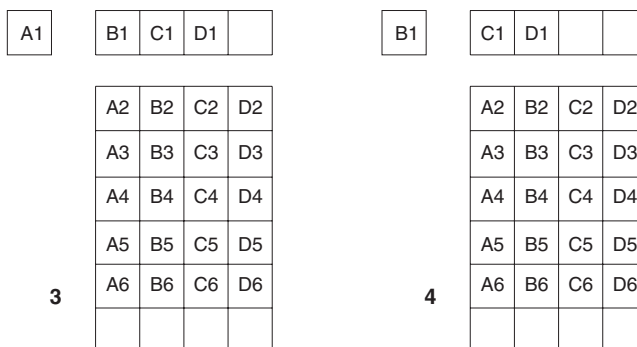 A1 B1 C1 D1
A2 B2 C2 D2
A3 B3 C3 D3
A4 B4 C4 D4
A5 B5 C5 D5
A6 B6 C6 D6
3
B1 C1 D1
A2 B2 C2 D2
A3 B3 C3 D3
A4 B4 C4 D4
A5 B5 C5 D5
A6 B6 C6 D6
4